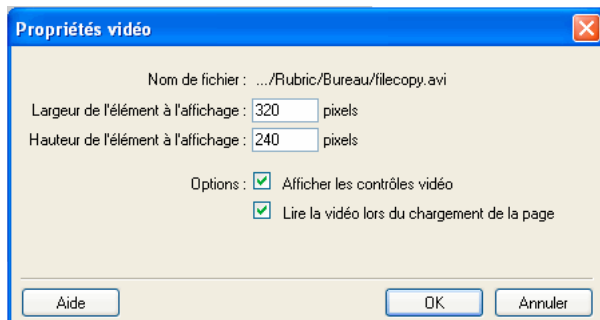 Propriétés vidéo
Nom de fichier : .../Rubric/Bureau/filecopy.avi
Largeur de l'élément à l'affichage : 320 pixels
Hauteur de l'élément à l'affichage : 240 pixels
Options : Afficher les contrôles vidéo
Lire la vidéo lors du chargement de la page
Aide OK Annuler